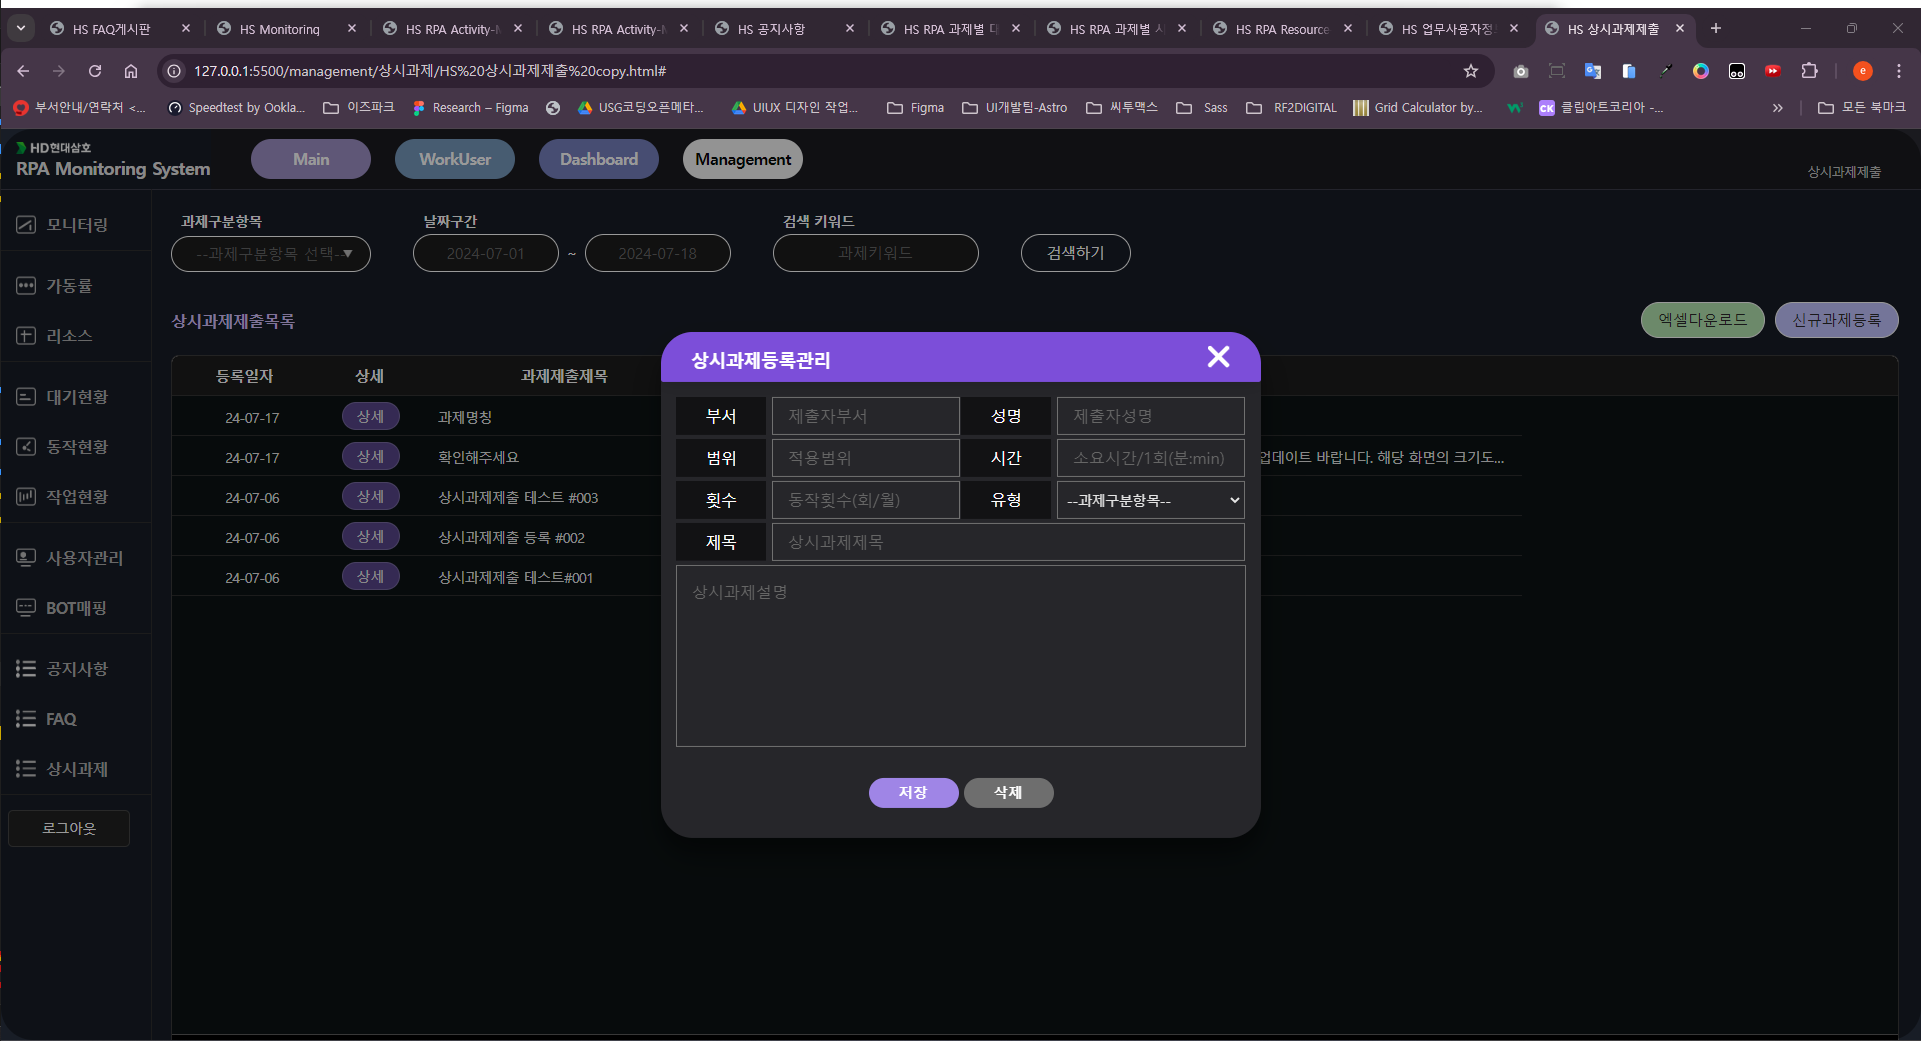 HS FAQ게시판
HS Monitoring
HS RPA Activity-
HS RPA Activity-
HS 공지사항
HS RPA 과제별
HS RPA 과제별
HS RPA Resource
HS 업무사용자정
HS 상시과제제출
127.0.0.1:5500/management/상시과제/HS%20상시과제제출%20copy.html#
e
부서안내/연락처 <...
Speedtest by Ookla...
이즈파크
Research – Figma
USG코딩오픈메타...
UIUX 디자인 작업...
Figma
UI개발팀-Astro
씨투맥스
Sass
RF2DIGITAL
Grid Calculator by...
CK 클립아트코리아 -...
»
모든 북마크
HD현대삼호
RPA Monitoring System
Main
WorkUser
Dashboard
Management
상시과제제출
모니터링
가동률
리소스
대기현황
동작현황
작업현황
사용자관리
BOT매핑
공지사항
FAQ
상시과제
로그아웃
과제구분항목
날짜구간
검색 키워드
--과제구분항목 선택--▼
2024-07-01
~
2024-07-18
과제키워드
검색하기
상시과제제출목록
엑셀다운로드
신규과제등록
등록일자
상세
과제제출제목
24-07-17
상세
과제명칭
24-07-17
상세
확인해주세요
업데이트 바랍니다. 해당 화면의 크기도...
24-07-06
상세
상시과제제출 테스트 #003
24-07-06
상세
상시과제제출 등록 #002
24-07-06
상세
상시과제제출 테스트#001
상시과제등록관리
부서
제출자부서
성명
제출자성명
범위
적용범위
시간
소요시간/1회(분:min)
횟수
동작횟수(회/월)
유형
--과제구분항목--
제목
상시과제제목
상시과제설명
저장
삭제